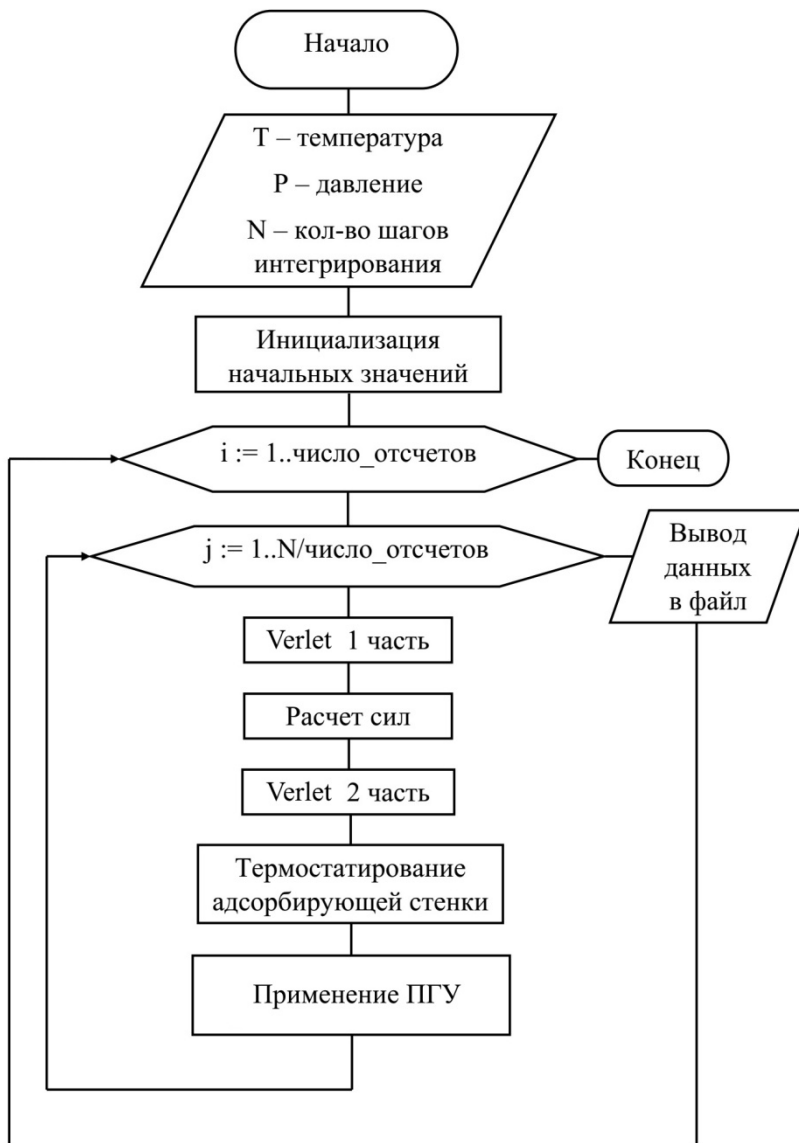 Начало
T – температура
P – давление
N – кол-во шагов
интегрирования
Инициализация
начальных значений
i := 1..число_отсчетов
Конец
j := 1..N/число_отсчетов
Вывод
данных
в файл
Verlet 1 часть
Расчет сил
Verlet 2 часть
Термостатирование
адсорбирующей стенки
Применение ПГУ